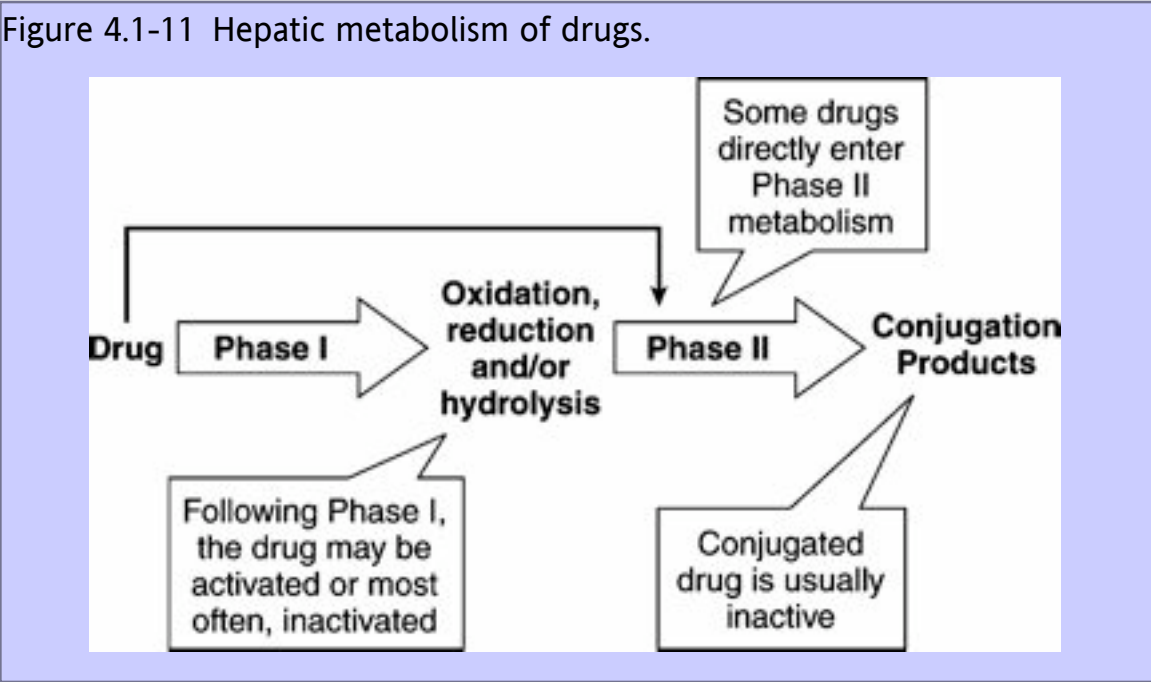 Figure 4.1-11 Hepatic metabolism of drugs.
Some drugs
directly enter
Phase II
metabolism
Drug
Phase I
Oxidation,
reduction
and/or
hydrolysis
Phase II
Conjugation
Products
Following Phase I,
the drug may be
activated or most
often, inactivated
Conjugated
drug is usually
inactive